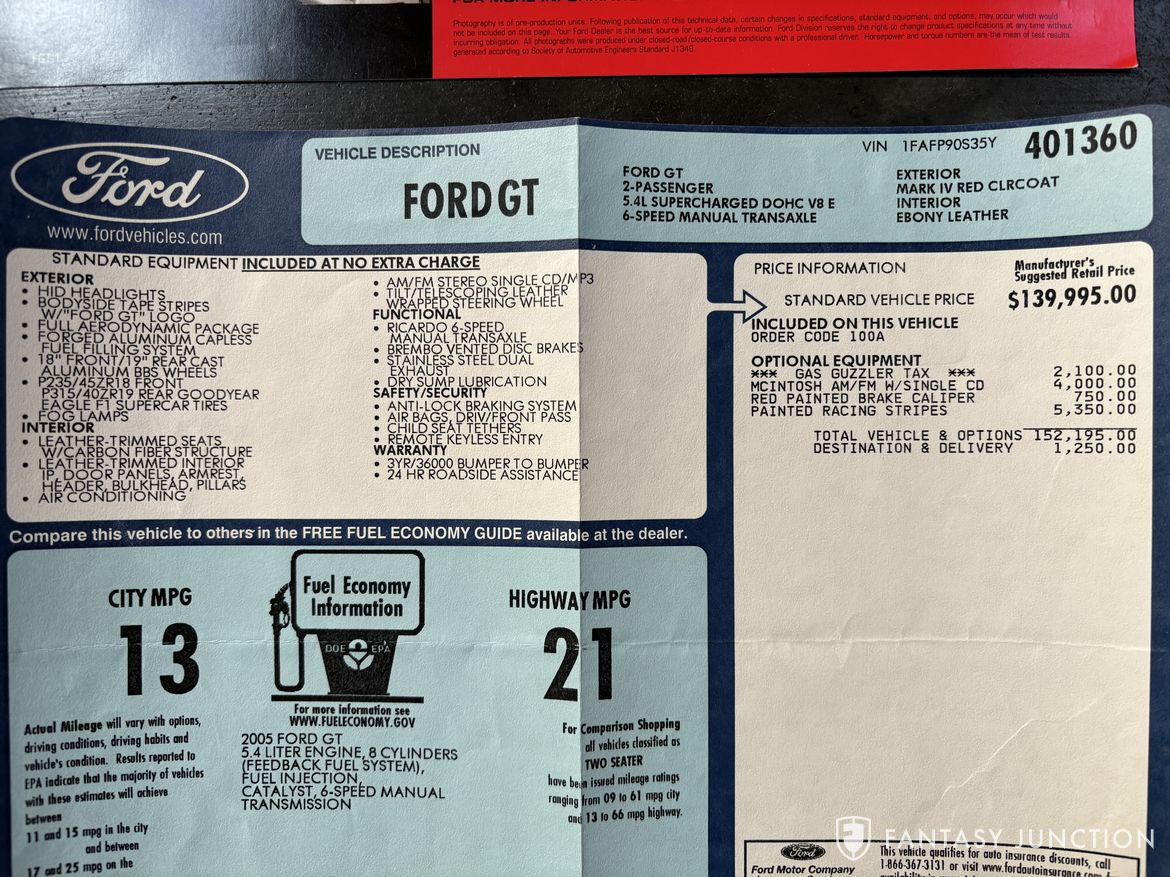 FOR MORE INFORMA
Photography is of pre-production units. Following publication of this technical data, certain changes in specifications, standard equipment, and options, may occur which would
not be included on this page. Your Ford Dealer is the best source for up-to-date information. Ford Division reserves the right to change product specifications at any time without
incurring obligation. All photographs were produced under closed-road/closed-course conditions with a professional driver. Horsepower and torque numbers are the mean of test results
generated according to Society of Automotive Engineers Standard J1349.
Ford
www.fordvehicles.com
VEHICLE DESCRIPTION
FORD GT
VIN 1FAFP90S35Y 401360
FORD GT
2-PASSENGER
5.4L SUPERCHARGED DOHC V8 E
6-SPEED MANUAL TRANSAXLE
EXTERIOR
MARK IV RED CLRCOAT
INTERIOR
EBONY LEATHER
STANDARD EQUIPMENT INCLUDED AT NO EXTRA CHARGE
EXTERIOR
• HID HEADLIGHTS
• BODYSIDE TAPE STRIPES
W/"FORD GT" LOGO
• FULL AERODYNAMIC PACKAGE
• FORGED ALUMINUM CAPLESS
FUEL FILLING SYSTEM
• 18" FRONT/19" REAR CAST
ALUMINUM BBS WHEELS
• P235/45ZR18 FRONT
P315/40ZR19 REAR GOODYEAR
EAGLE F1 SUPERCAR TIRES
• FOG LAMPS
INTERIOR
• LEATHER-TRIMMED SEATS
W/CARBON FIBER STRUCTURE
• LEATHER-TRIMMED INTERIOR
IP, DOOR PANELS, ARMREST,
HEADER, BULKHEAD, PILLARS
• AIR CONDITIONING
• AM/FM STEREO SINGLE CD/MP3
• TILT/TELESCOPING LEATHER
WRAPPED STEERING WHEEL
FUNCTIONAL
• RICARDO 6-SPEED
MANUAL TRANSAXLE
• BREMBO VENTED DISC BRAKES
• STAINLESS STEEL DUAL
EXHAUST
• DRY SUMP LUBRICATION
SAFETY/SECURITY
• ANTI-LOCK BRAKING SYSTEM
• AIR BAGS, DRIV/FRONT PASS
• CHILD SEAT TETHERS
• REMOTE KEYLESS ENTRY
WARRANTY
• 3YR/36000 BUMPER TO BUMPER
• 24 HR ROADSIDE ASSISTANCE
PRICE INFORMATION
Manufacturer's
Suggested Retail Price
STANDARD VEHICLE PRICE $139,995.00
INCLUDED ON THIS VEHICLE
ORDER CODE 100A
OPTIONAL EQUIPMENT
*** GAS GUZZLER TAX *** 2,100.00
MCINTOSH AM/FM W/SINGLE CD 4,000.00
RED PAINTED BRAKE CALIPER 750.00
PAINTED RACING STRIPES 5,350.00
TOTAL VEHICLE & OPTIONS 152,195.00
DESTINATION & DELIVERY 1,250.00
Compare this vehicle to others in the FREE FUEL ECONOMY GUIDE available at the dealer.
CITY MPG
13
Fuel Economy
Information
DOE EPA
HIGHWAY MPG
21
For more information see
WWW.FUELECONOMY.GOV
Actual Mileage will vary with options,
driving conditions, driving habits and
vehicle's condition. Results reported to
EPA indicate that the majority of vehicles
with these estimates will achieve
between
11 and 15 mpg in the city
and between
17 and 25 mpg on the
2005 FORD GT
5.4 LITER ENGINE, 8 CYLINDERS
(FEEDBACK FUEL SYSTEM),
FUEL INJECTION,
CATALYST, 6-SPEED MANUAL
TRANSMISSION
For Comparison Shopping
all vehicles classified as
TWO SEATER
have been issued mileage ratings
ranging from 09 to 61 mpg city
and 13 to 66 mpg highway.
Ford
Ford Motor Company
This vehicle qualifies for auto insurance discounts, call
1-866-367-3131 or visit www.fordautoinsurance.com
FANTASY JUNCTION